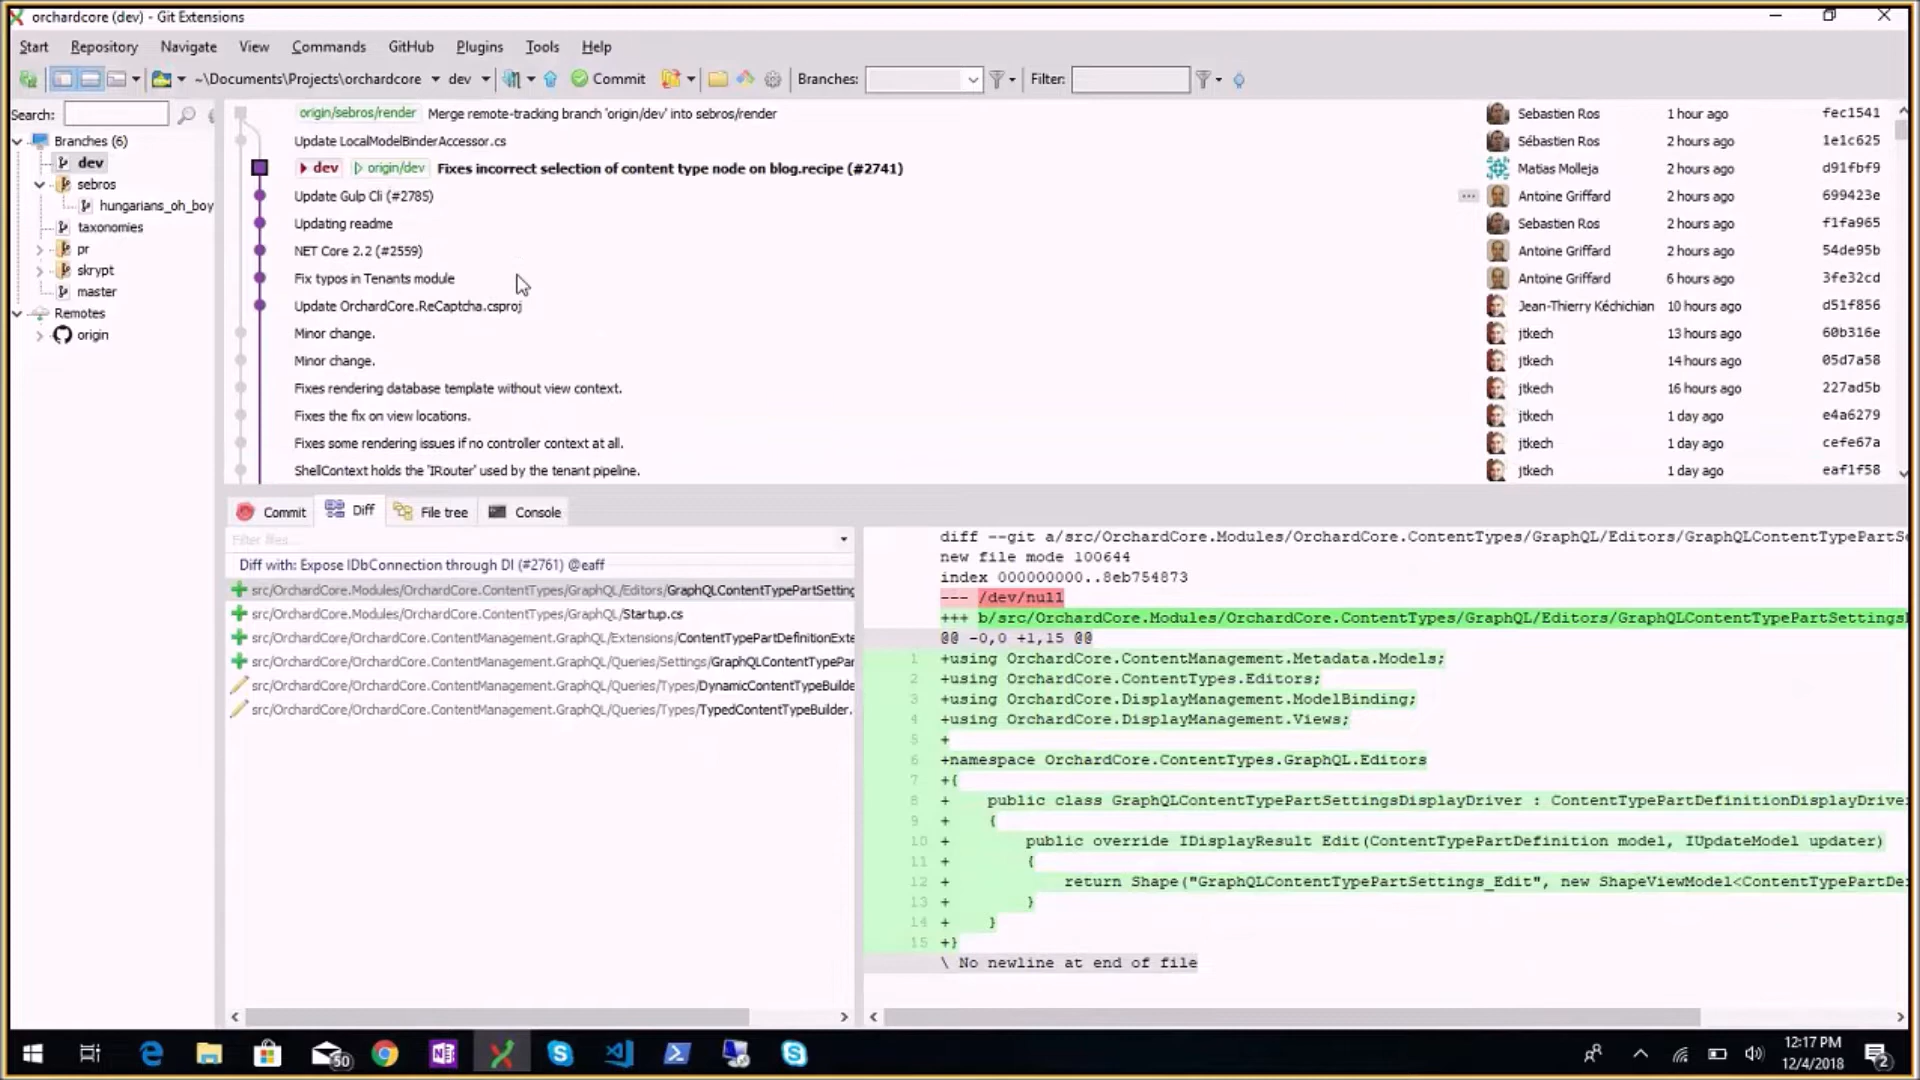 orchardcore (dev) - Git Extensions
Start Repository Navigate View Commands GitHub Plugins Tools Help
~\Documents\Projects\orchardcore dev Commit Branches: Filter:
Search:
Branches (6)
dev
sebros
hungarians_oh_boy
taxonomies
pr
skrypt
master
Remotes
origin
origin/sebros/render Merge remote-tracking branch 'origin/dev' into sebros/render Sebastien Ros 1 hour ago fec1541
Update LocalModelBinderAccessor.cs Sébastien Ros 2 hours ago 1e1c625
dev origin/dev Fixes incorrect selection of content type node on blog.recipe (#2741) Matias Molleja 2 hours ago d91fbf9
Update Gulp Cli (#2785) Antoine Griffard 2 hours ago 699423e
Updating readme Sebastien Ros 2 hours ago f1fa965
NET Core 2.2 (#2559) Antoine Griffard 2 hours ago 54de95b
Fix typos in Tenants module Antoine Griffard 6 hours ago 3fe32cd
Update OrchardCore.ReCaptcha.csproj Jean-Thierry Kéchichian 10 hours ago d51f856
Minor change. jtkech 13 hours ago 60b316e
Minor change. jtkech 14 hours ago 05d7a58
Fixes rendering database template without view context. jtkech 16 hours ago 227ad5b
Fixes the fix on view locations. jtkech 1 day ago e4a6279
Fixes some rendering issues if no controller context at all. jtkech 1 day ago cefe67a
ShellContext holds the 'IRouter' used by the tenant pipeline. jtkech 1 day ago eaf1f58
Commit Diff File tree Console
Filter files...
Diff with: Expose IDbConnection through DI (#2761) @eaff
src/OrchardCore.Modules/OrchardCore.ContentTypes/GraphQL/Editors/GraphQLContentTypePartSetting
src/OrchardCore.Modules/OrchardCore.ContentTypes/GraphQL/Startup.cs
src/OrchardCore/OrchardCore.ContentManagement.GraphQL/Extensions/ContentTypePartDefinitionExte
src/OrchardCore/OrchardCore.ContentManagement.GraphQL/Queries/Settings/GraphQLContentTypePar
src/OrchardCore/OrchardCore.ContentManagement.GraphQL/Queries/Types/DynamicContentTypeBuilde
src/OrchardCore/OrchardCore.ContentManagement.GraphQL/Queries/Types/TypedContentTypeBuilder.
diff --git a/src/OrchardCore.Modules/OrchardCore.ContentTypes/GraphQL/Editors/GraphQLContentTypePartS
new file mode 100644
index 000000000..8eb754873
--- /dev/null
+++ b/src/OrchardCore.Modules/OrchardCore.ContentTypes/GraphQL/Editors/GraphQLContentTypePartSettings
@@ -0,0 +1,15 @@
1 +using OrchardCore.ContentManagement.Metadata.Models;
2 +using OrchardCore.ContentTypes.Editors;
3 +using OrchardCore.DisplayManagement.ModelBinding;
4 +using OrchardCore.DisplayManagement.Views;
5 +
6 +namespace OrchardCore.ContentTypes.GraphQL.Editors
7 +{
8 + public class GraphQLContentTypePartSettingsDisplayDriver : ContentTypePartDefinitionDisplayDriver
9 + {
10 + public override IDisplayResult Edit(ContentTypePartDefinition model, IUpdateModel updater)
11 + {
12 + return Shape("GraphQLContentTypePartSettings_Edit", new ShapeViewModel<ContentTypePartDe
13 + }
14 + }
15 +}
\ No newline at end of file
50
12:17 PM
12/4/2018
2